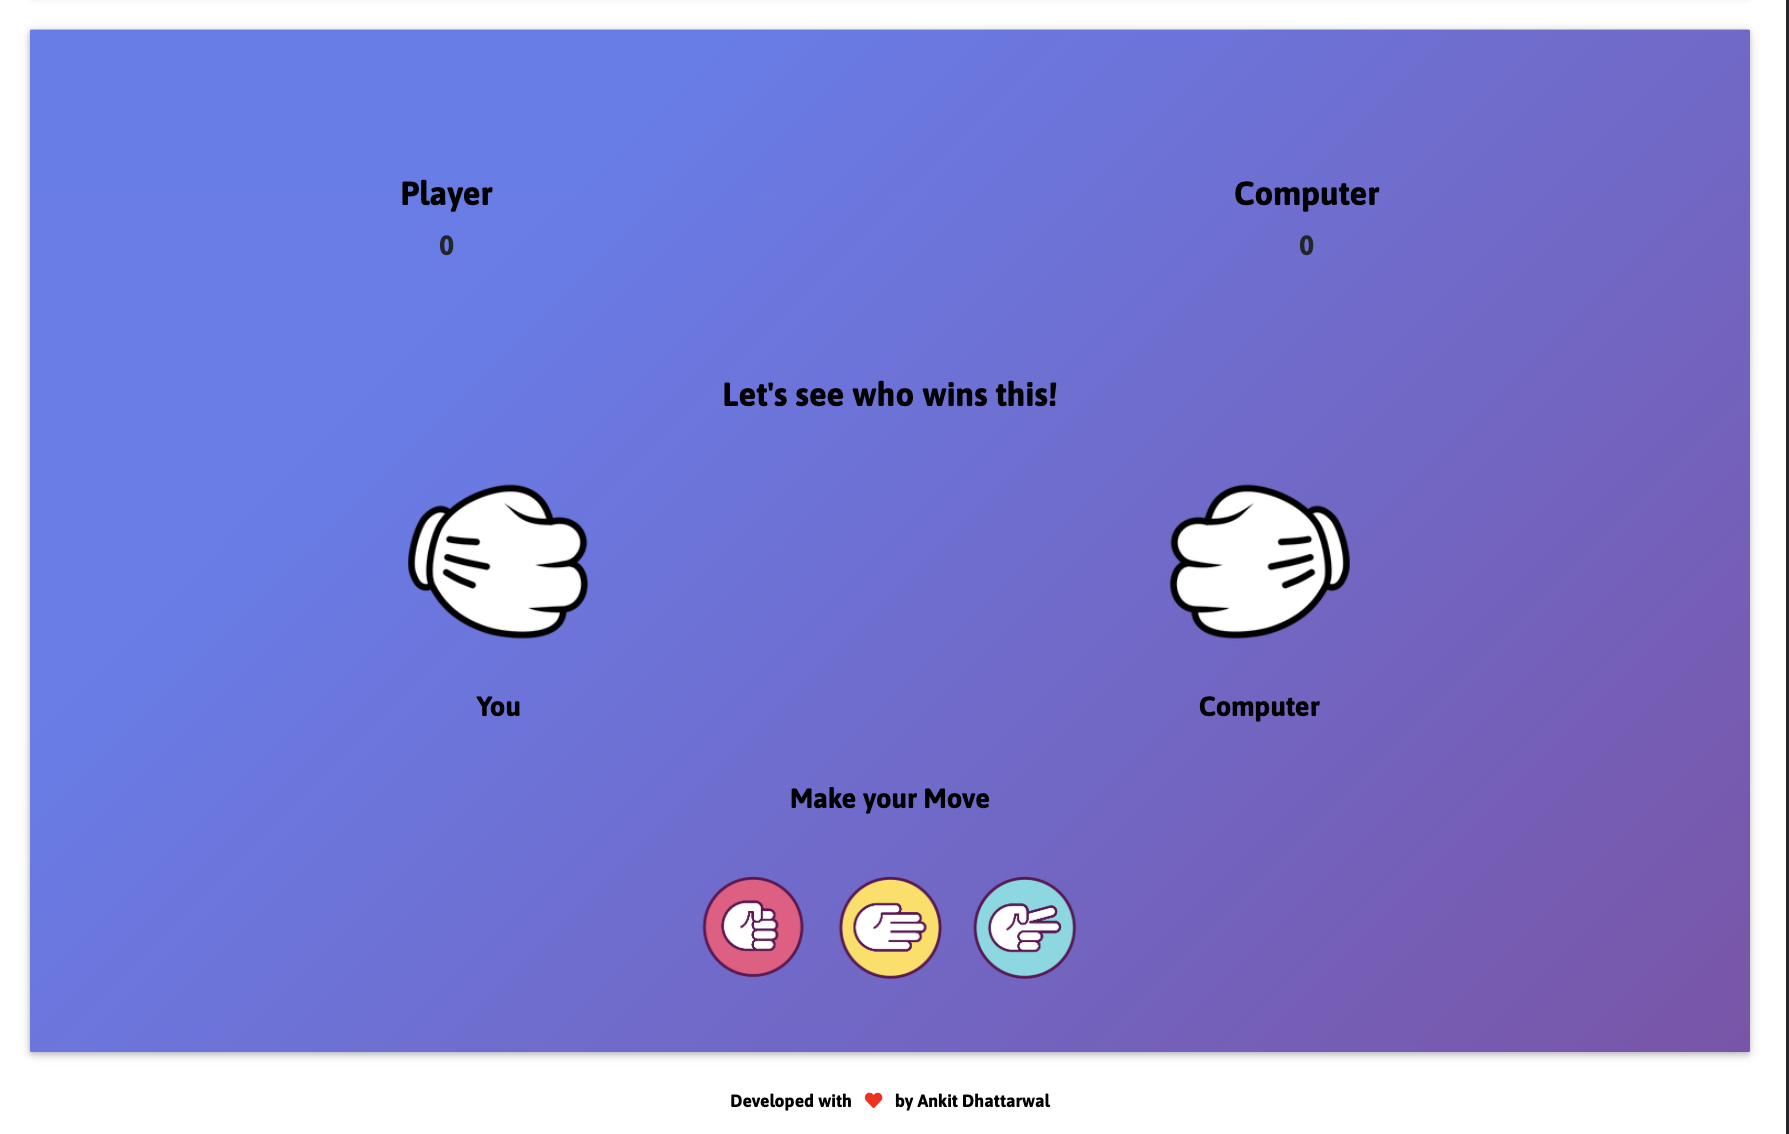 Player
Computer
0
0
Let's see who wins this!
You
Computer
Make your Move
Developed with ❤ by Ankit Dhattarwal